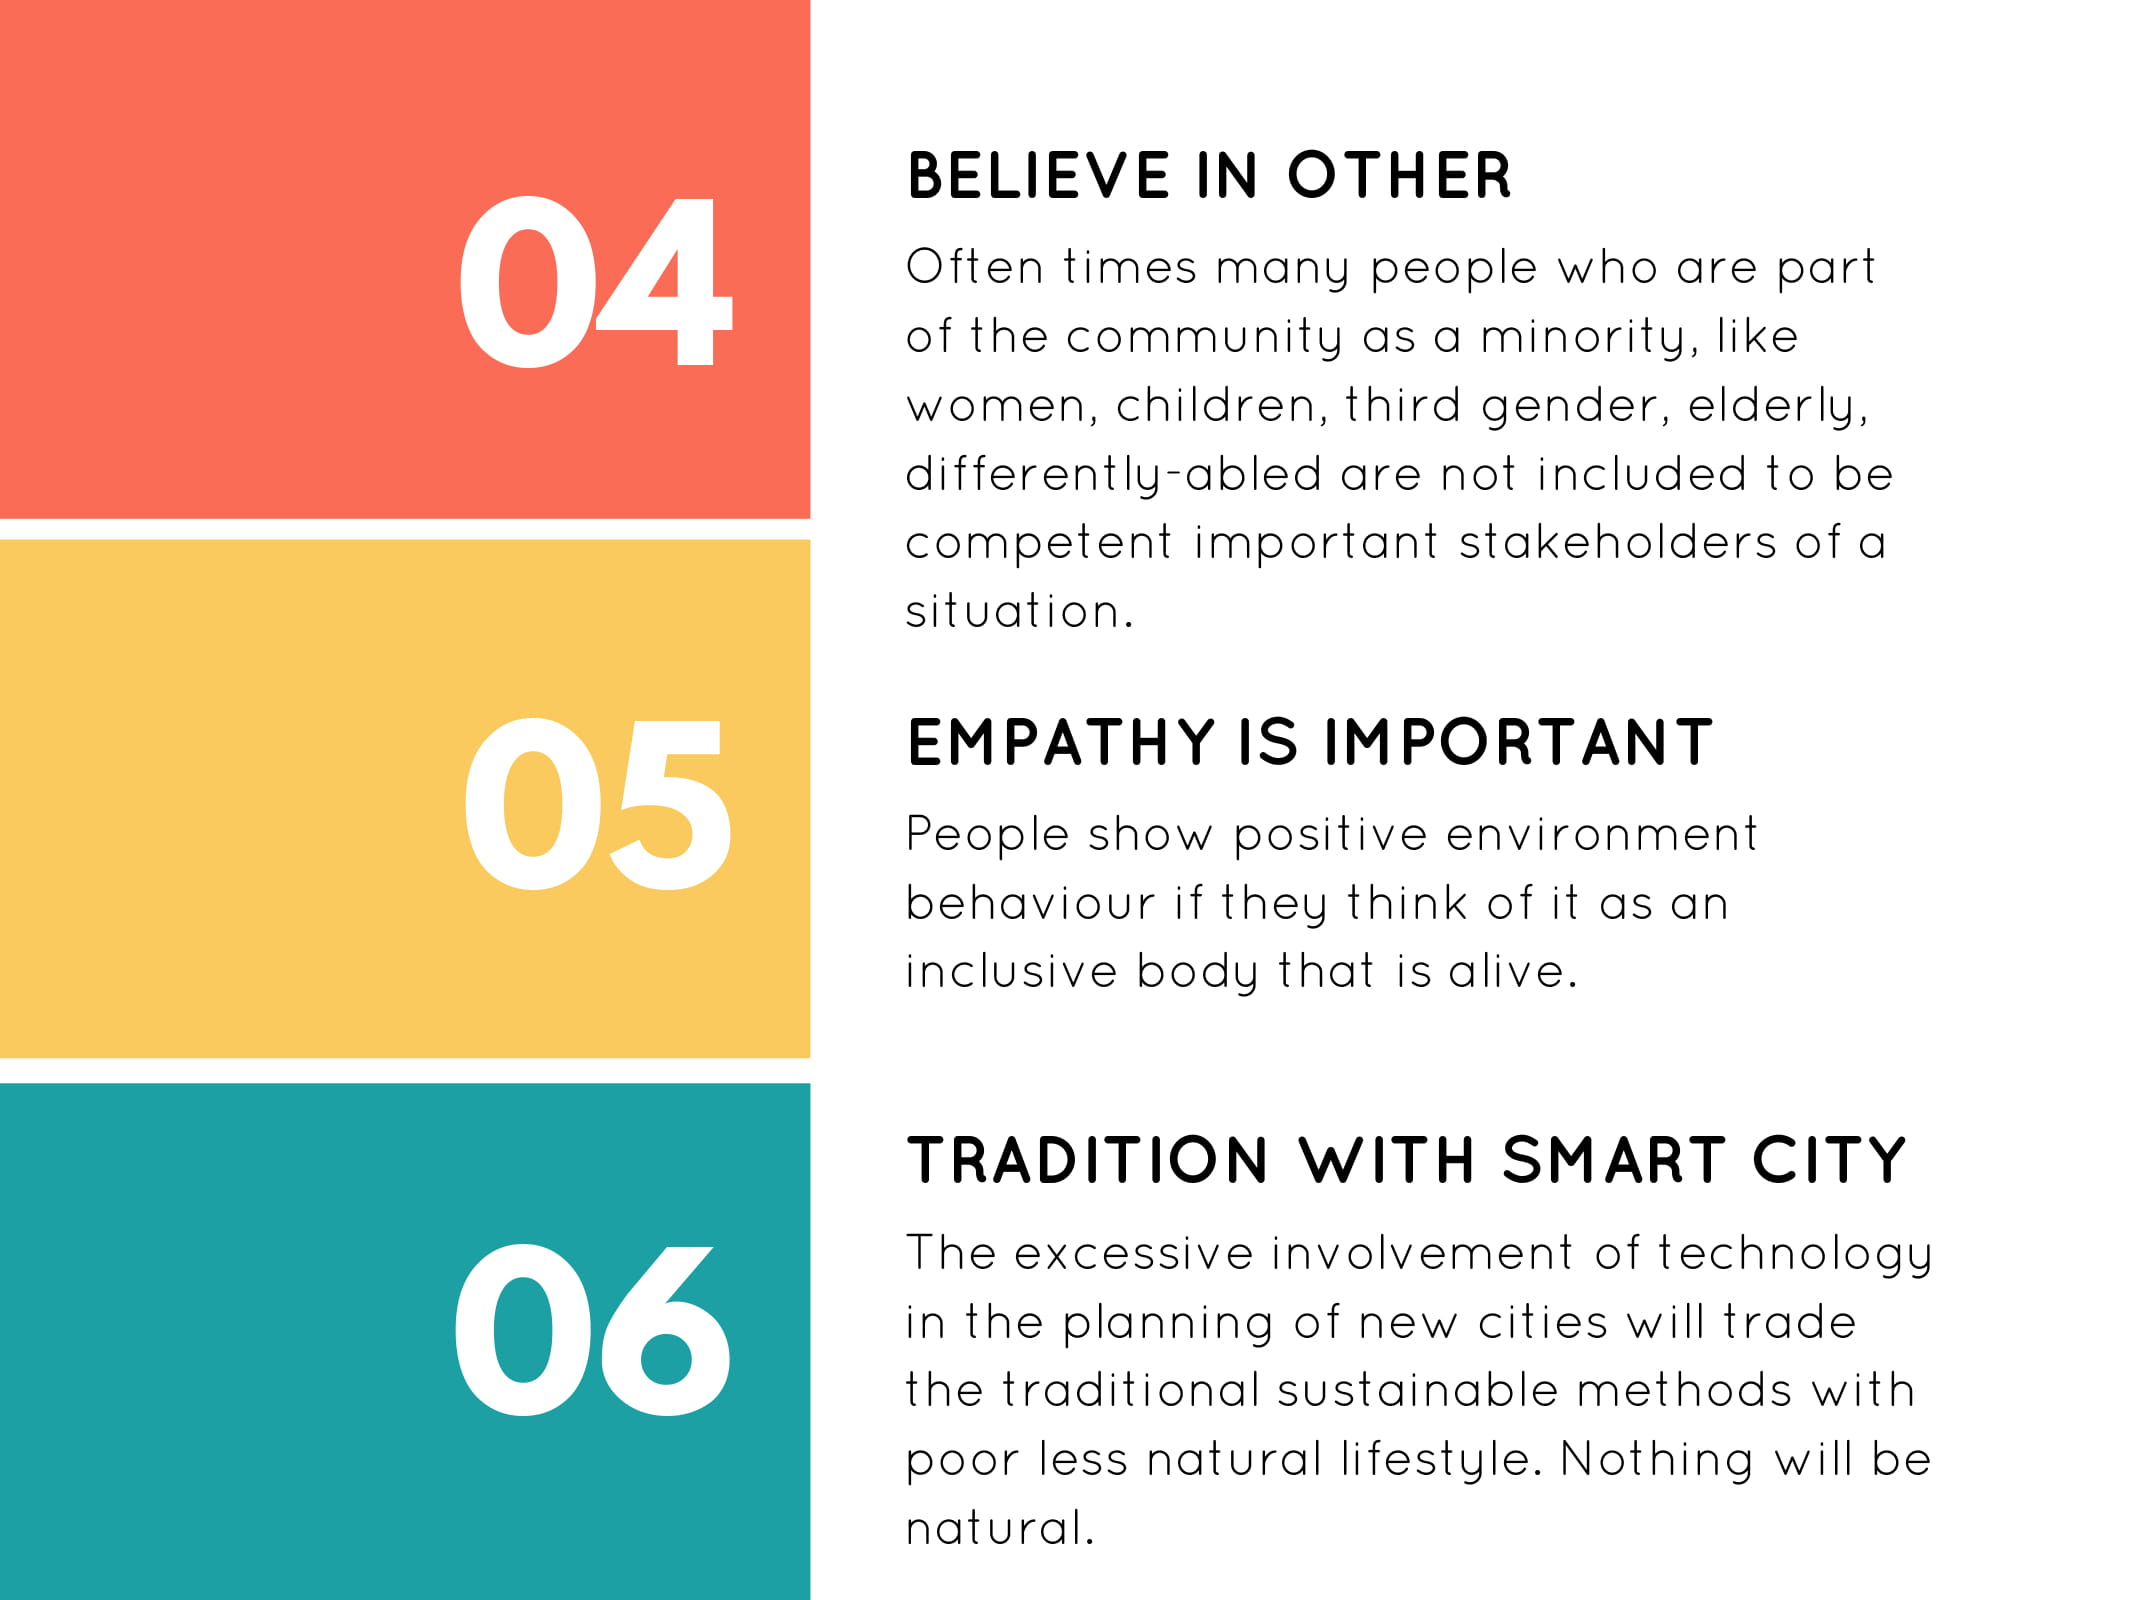 04
BELIEVE IN OTHER
Often times many people who are part
of the community as a minority, like
women, children, third gender, elderly,
differently-abled are not included to be
competent important stakeholders of a
situation.
05
EMPATHY IS IMPORTANT
People show positive environment
behaviour if they think of it as an
inclusive body that is alive.
06
TRADITION WITH SMART CITY
The excessive involvement of technology
in the planning of new cities will trade
the traditional sustainable methods with
poor less natural lifestyle. Nothing will be
natural.